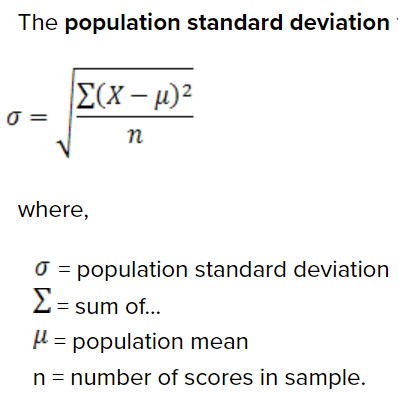 The population standard deviation
σ = √(∑(X – μ)² / n)
where,
σ = population standard deviation
∑ = sum of...
μ = population mean
n = number of scores in sample.